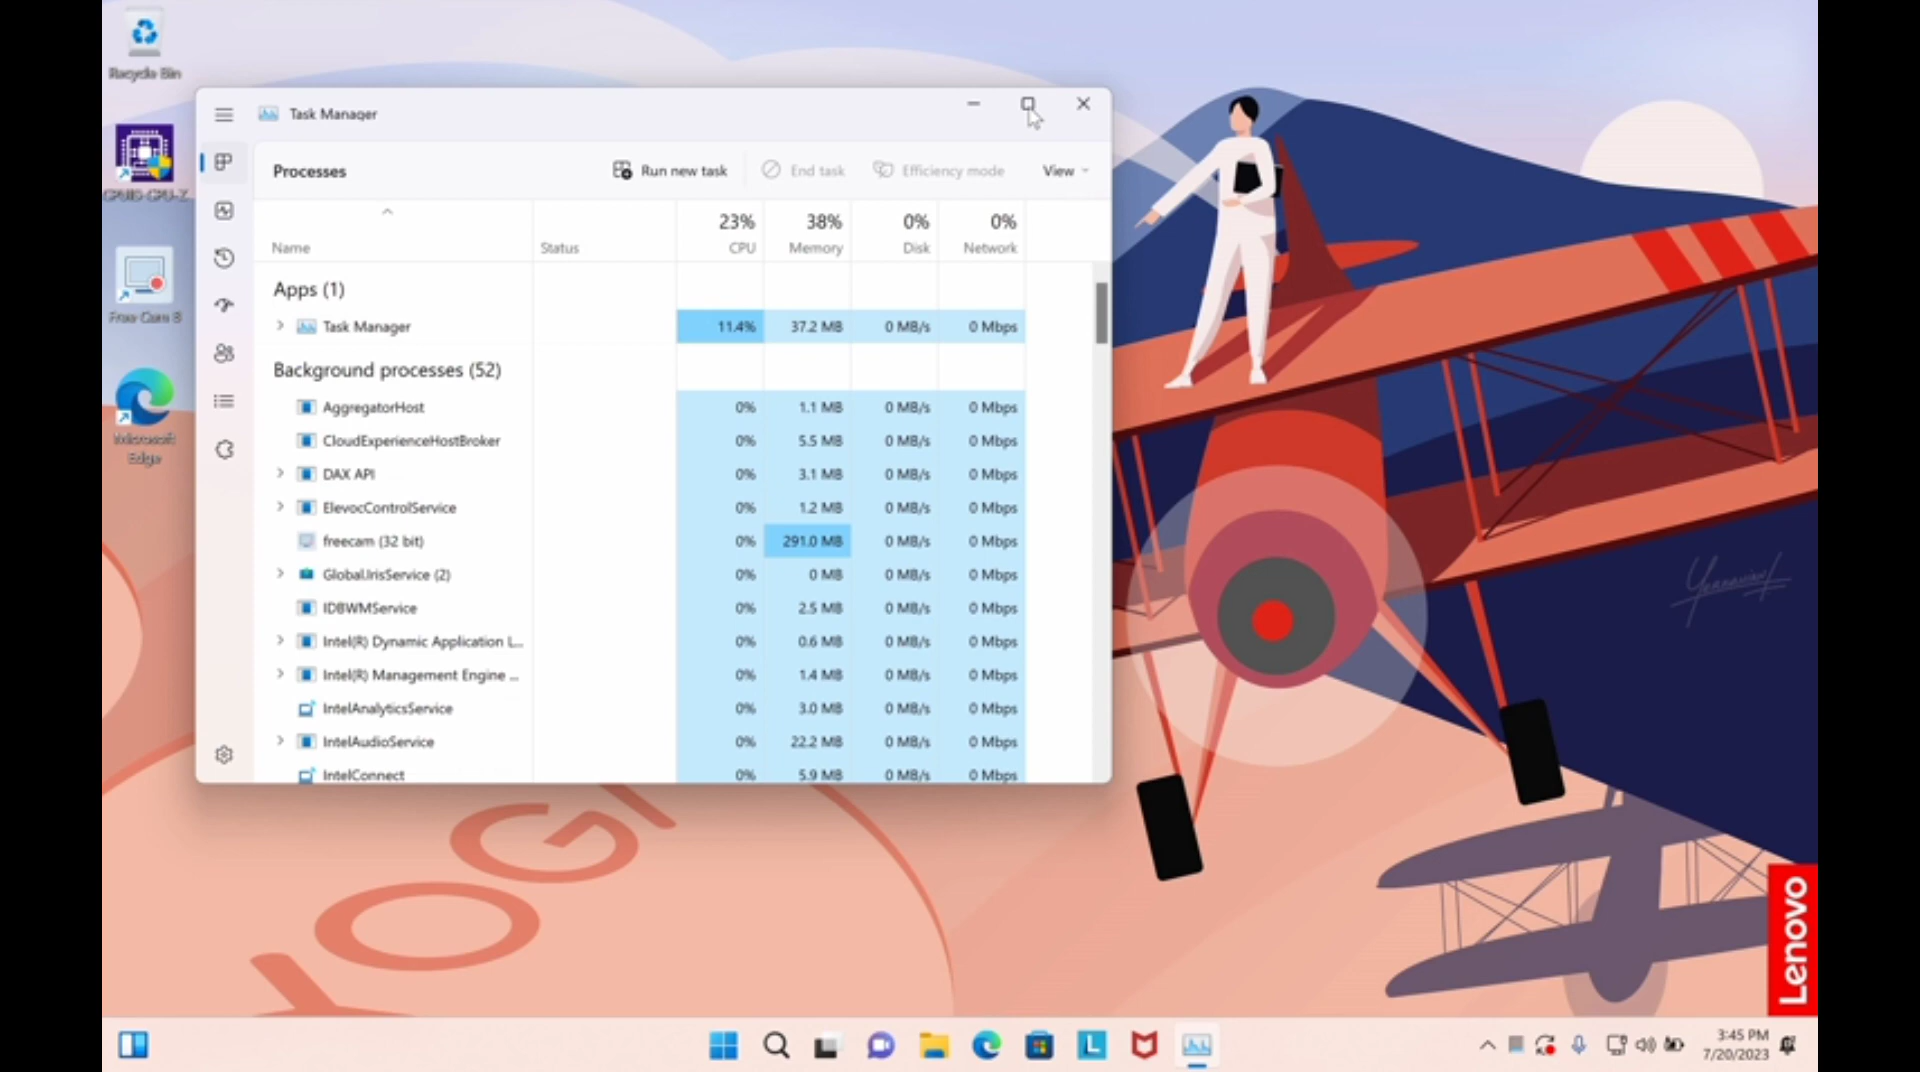 Recycle Bin
CPUID CPU-Z...
Free Cam 8
Microsoft
Edge
Task Manager
Processes
Run new task
End task
Efficiency mode
View
23% 38% 0% 0%
Name Status CPU Memory Disk Network
Apps (1)
Task Manager 11.4% 37.2 MB 0 MB/s 0 Mbps
Background processes (52)
AggregatorHost 0% 1.1 MB 0 MB/s 0 Mbps
CloudExperienceHostBroker 0% 5.5 MB 0 MB/s 0 Mbps
DAX API 0% 3.1 MB 0 MB/s 0 Mbps
ElevocControlService 0% 1.2 MB 0 MB/s 0 Mbps
freecam (32 bit) 0% 291.0 MB 0 MB/s 0 Mbps
Global.IrisService (2) 0% 0 MB 0 MB/s 0 Mbps
IDBWMService 0% 2.5 MB 0 MB/s 0 Mbps
Intel(R) Dynamic Application L... 0% 0.6 MB 0 MB/s 0 Mbps
Intel(R) Management Engine ... 0% 1.4 MB 0 MB/s 0 Mbps
IntelAnalyticsService 0% 3.0 MB 0 MB/s 0 Mbps
IntelAudioService 0% 22.2 MB 0 MB/s 0 Mbps
IntelConnect 0% 5.9 MB 0 MB/s 0 Mbps
YOG
Lenovo
L
3:45 PM
7/20/2023